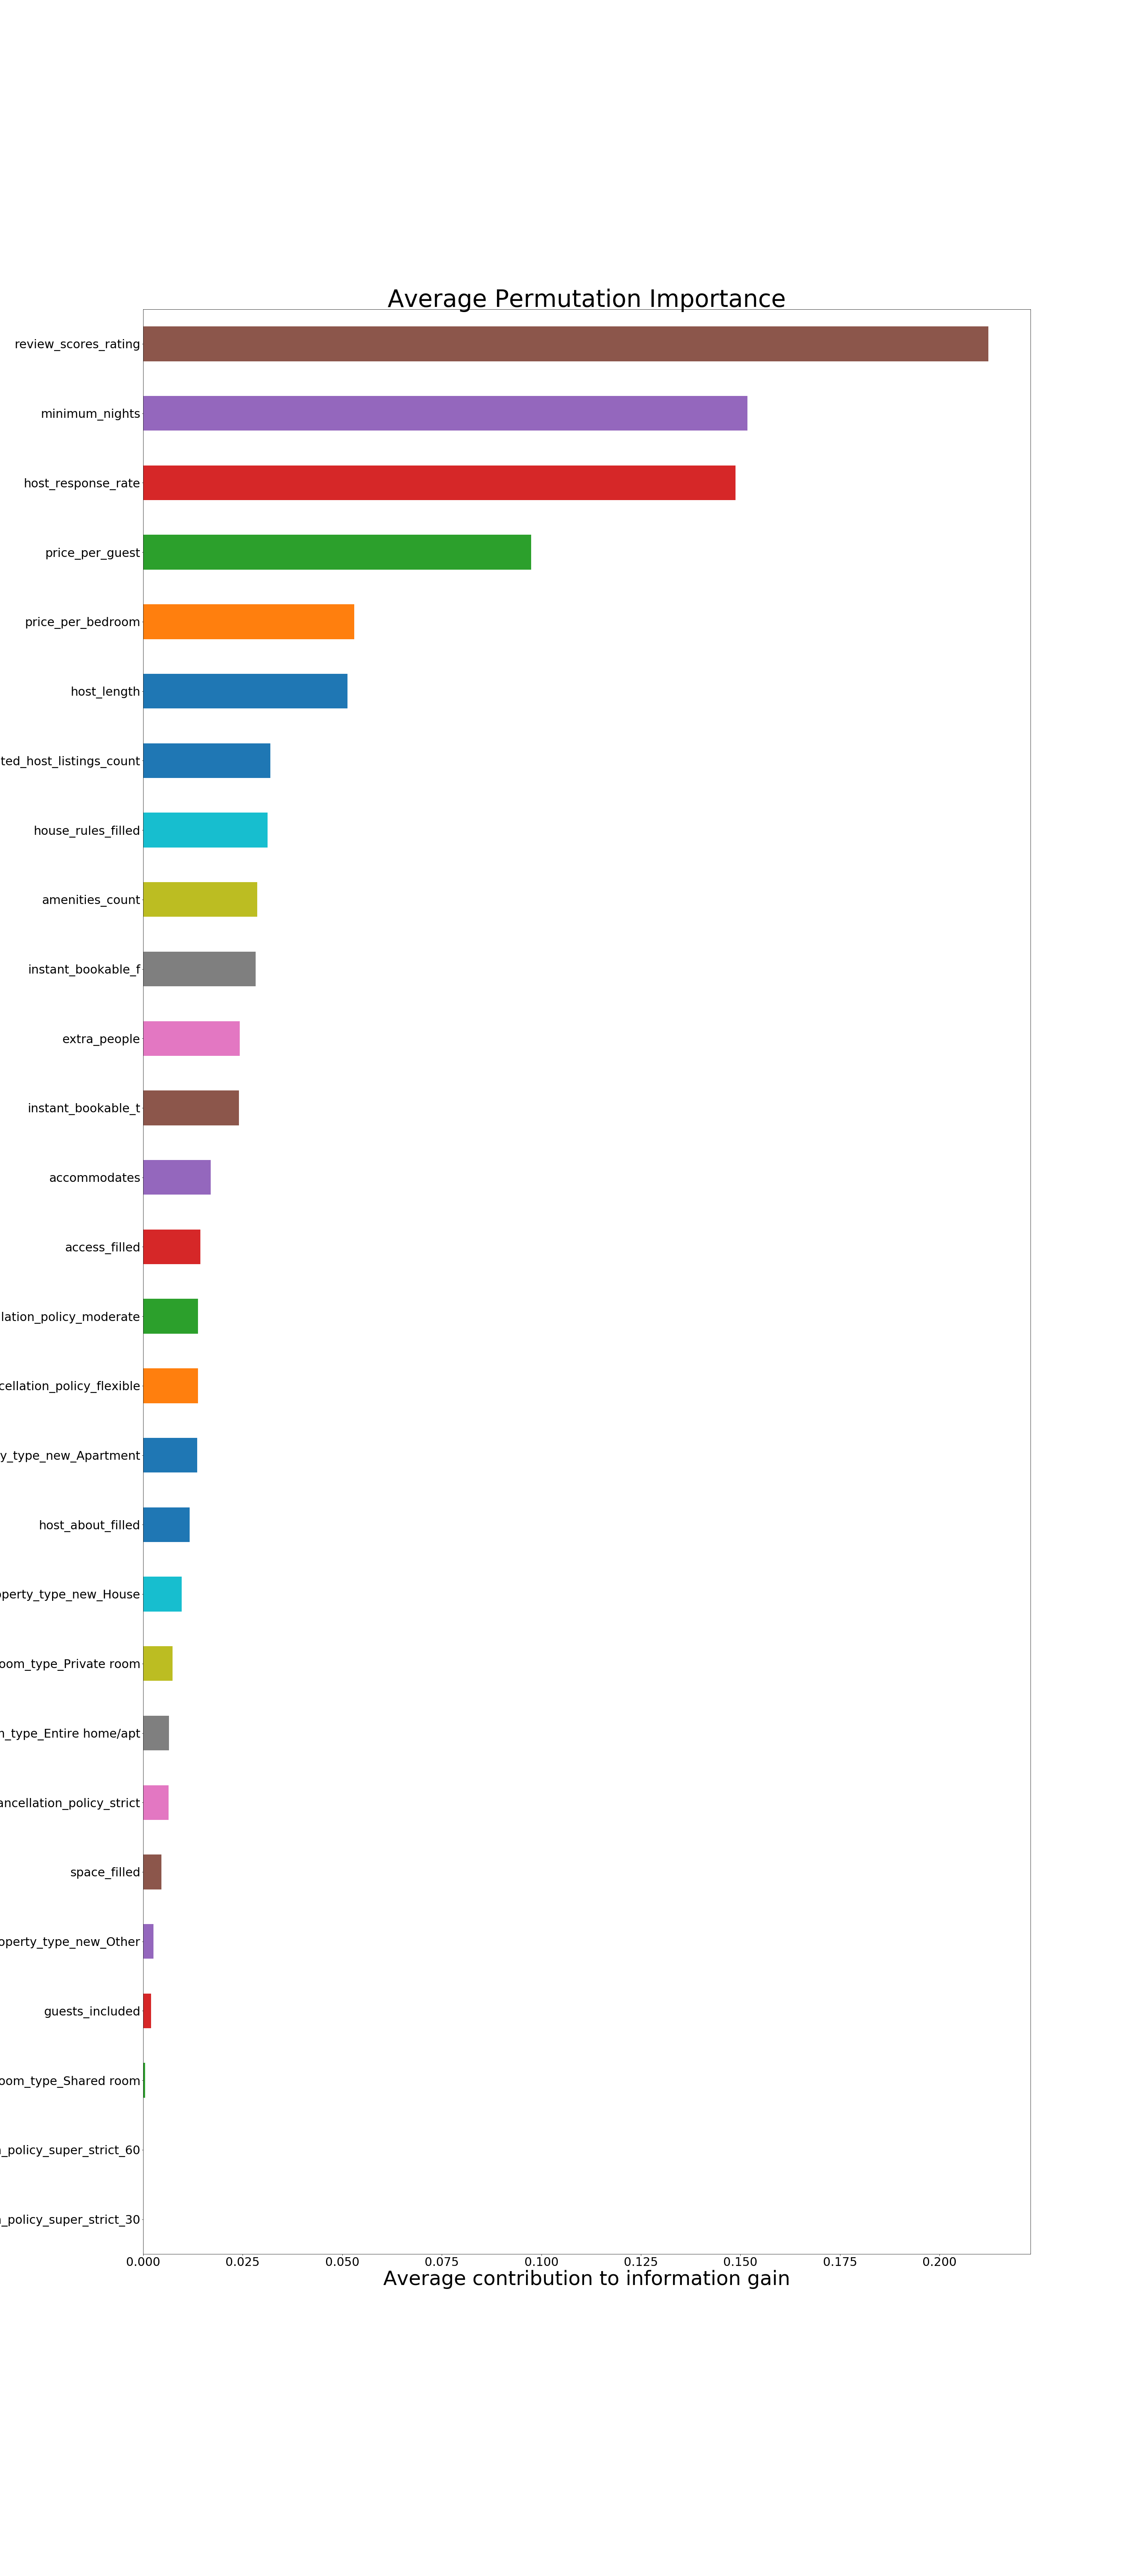 Average Permutation Importance
review_scores_rating
minimum_nights
host_response_rate
price_per_guest
price_per_bedroom
host_length
ted_host_listings_count
house_rules_filled
amenities_count
instant_bookable_f
extra_people
instant_bookable_t
accommodates
access_filled
lation_policy_moderate
cellation_policy_flexible
y_type_new_Apartment
host_about_filled
operty_type_new_House
oom_type_Private room
n_type_Entire home/apt
ancellation_policy_strict
space_filled
operty_type_new_Other
guests_included
oom_type_Shared room
_policy_super_strict_60
_policy_super_strict_30
0.000 0.025 0.050 0.075 0.100 0.125 0.150 0.175 0.200
Average contribution to information gain